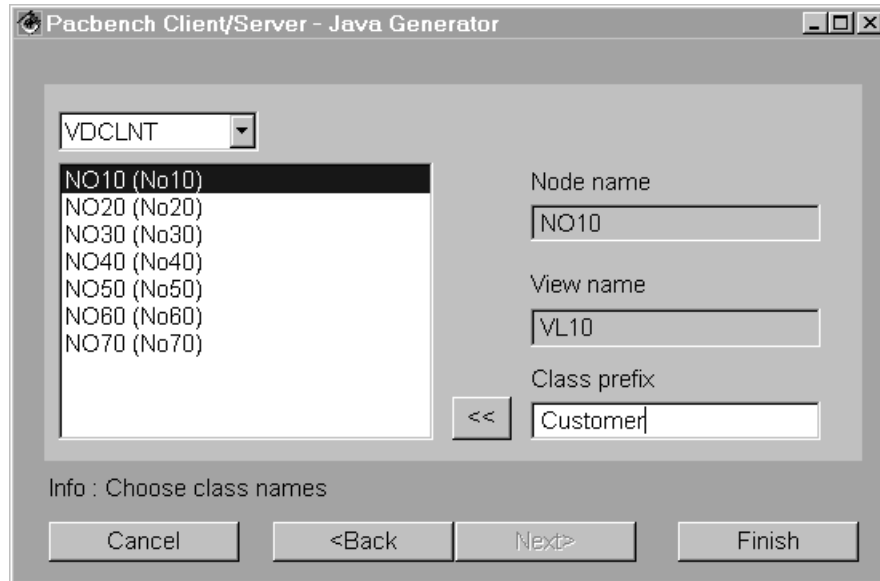 Pacbench Client/Server - Java Generator
VDCLNT
NO10 (No10)
NO20 (No20)
NO30 (No30)
NO40 (No40)
NO50 (No50)
NO60 (No60)
NO70 (No70)
Node name
NO10
View name
VL10
Class prefix
<<
Customer
Info : Choose class names
Cancel
<Back
Next>
Finish